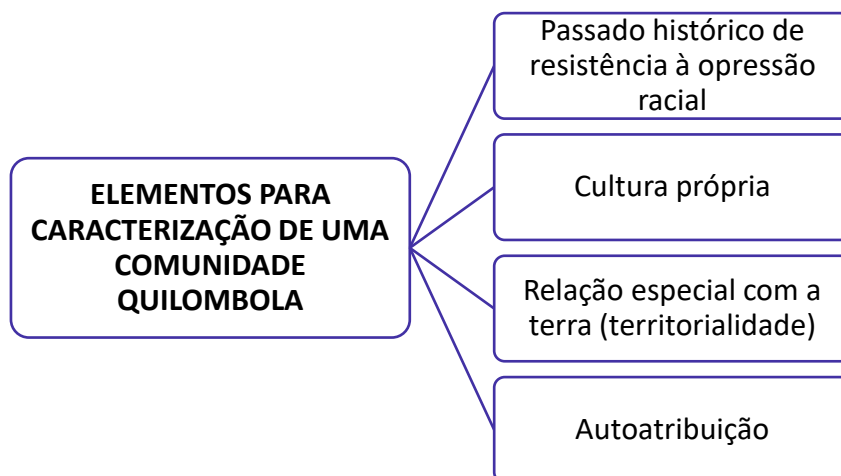 ELEMENTOS PARA
CARACTERIZAÇÃO DE UMA
COMUNIDADE
QUILOMBOLA
Passado histórico de
resistência à opressão
racial
Cultura própria
Relação especial com a
terra (territorialidade)
Autoatribuição